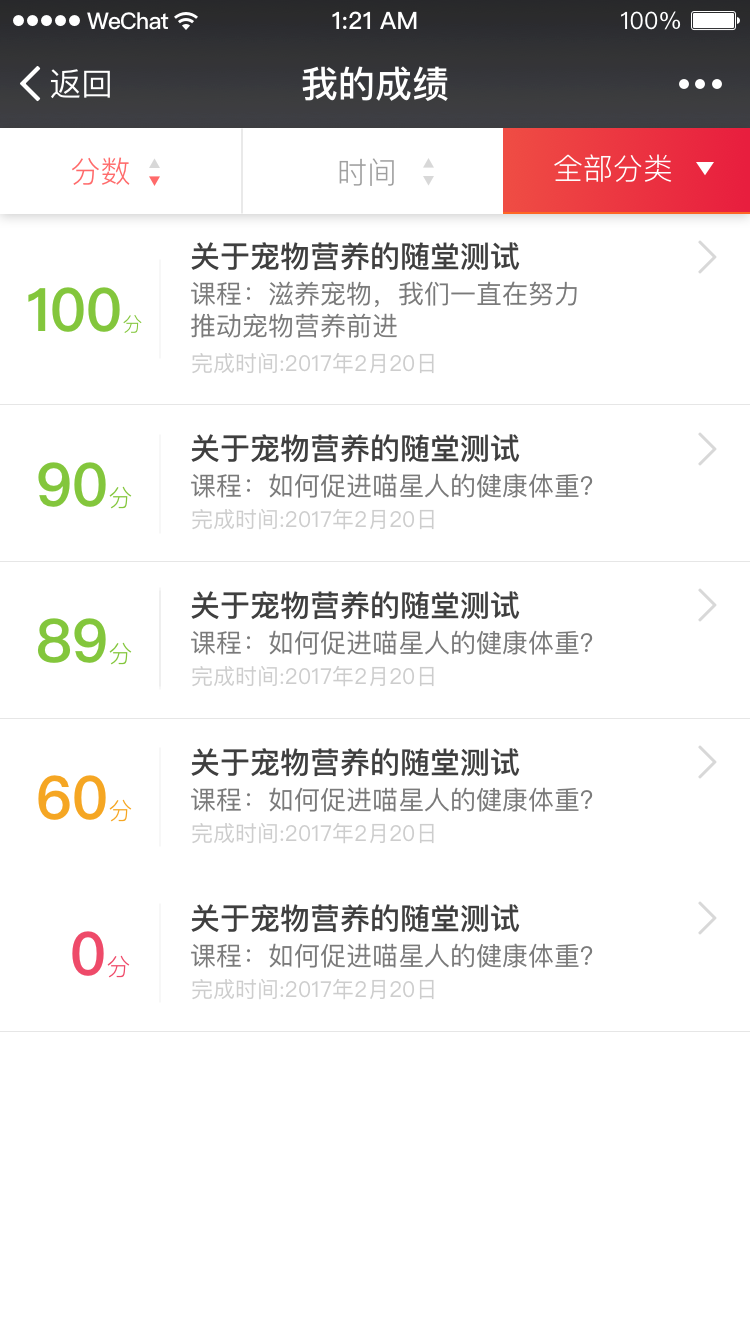 WeChat 1:21 AM 100%
返回 我的成绩
分数 时间 全部分类
关于宠物营养的随堂测试
100分
课程：滋养宠物，我们一直在努力
推动宠物营养前进
完成时间:2017年2月20日
关于宠物营养的随堂测试
90分
课程：如何促进喵星人的健康体重?
完成时间:2017年2月20日
关于宠物营养的随堂测试
89分
课程：如何促进喵星人的健康体重?
完成时间:2017年2月20日
关于宠物营养的随堂测试
60分
课程：如何促进喵星人的健康体重?
完成时间:2017年2月20日
关于宠物营养的随堂测试
0分
课程：如何促进喵星人的健康体重?
完成时间:2017年2月20日